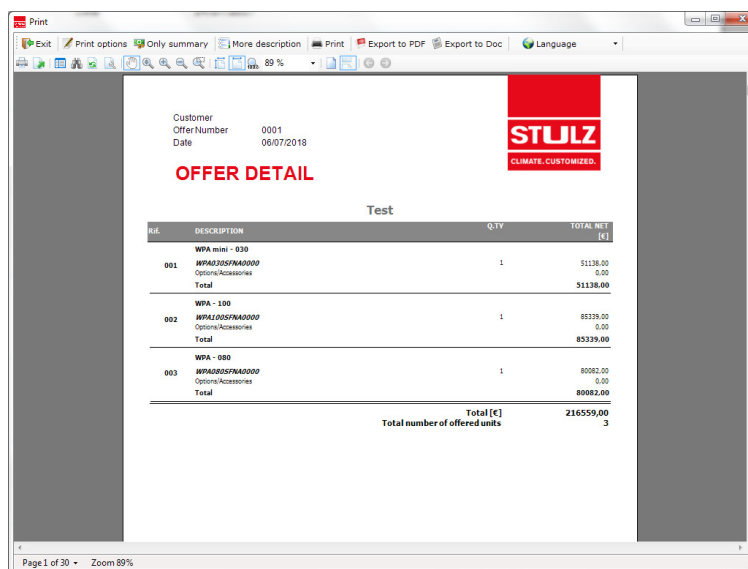 Print
Exit Print options Only summary More description Print Export to PDF Export to Doc Language
89 %
Customer
Offer Number 0001
Date 06/07/2018
STULZ
CLIMATE. CUSTOMIZED.
OFFER DETAIL
Test
Rif. DESCRIPTION Q.TY TOTAL NET
[€]
WPA mini - 030
001 WPA030SFNA0000 1 51138,00
Options/Accessories 0,00
Total 51138,00
WPA - 100
002 WPA100SFNA0000 1 85339,00
Options/Accessories 0,00
Total 85339,00
WPA - 080
003 WPA080SFNA0000 1 80082,00
Options/Accessories 0,00
Total 80082,00
Total [€] 216559,00
Total number of offered units 3
Page 1 of 30 Zoom 89%